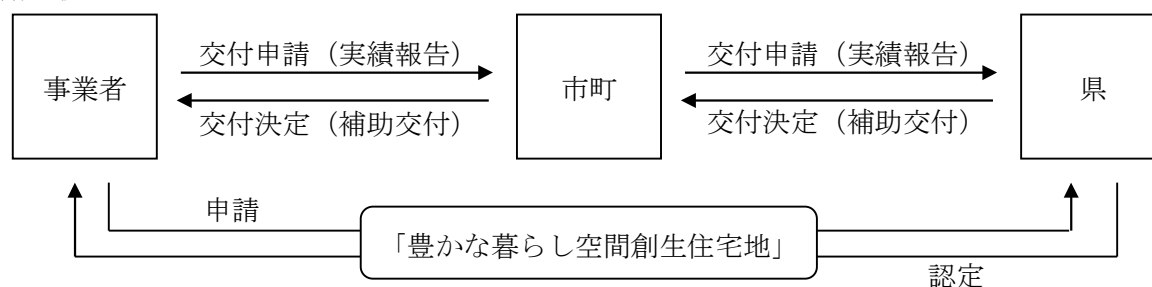 交付申請（実績報告）
交付申請（実績報告）
事業者
市町
県
交付決定（補助交付）
交付決定（補助交付）
申請
「豊かな暮らし空間創生住宅地」
認定